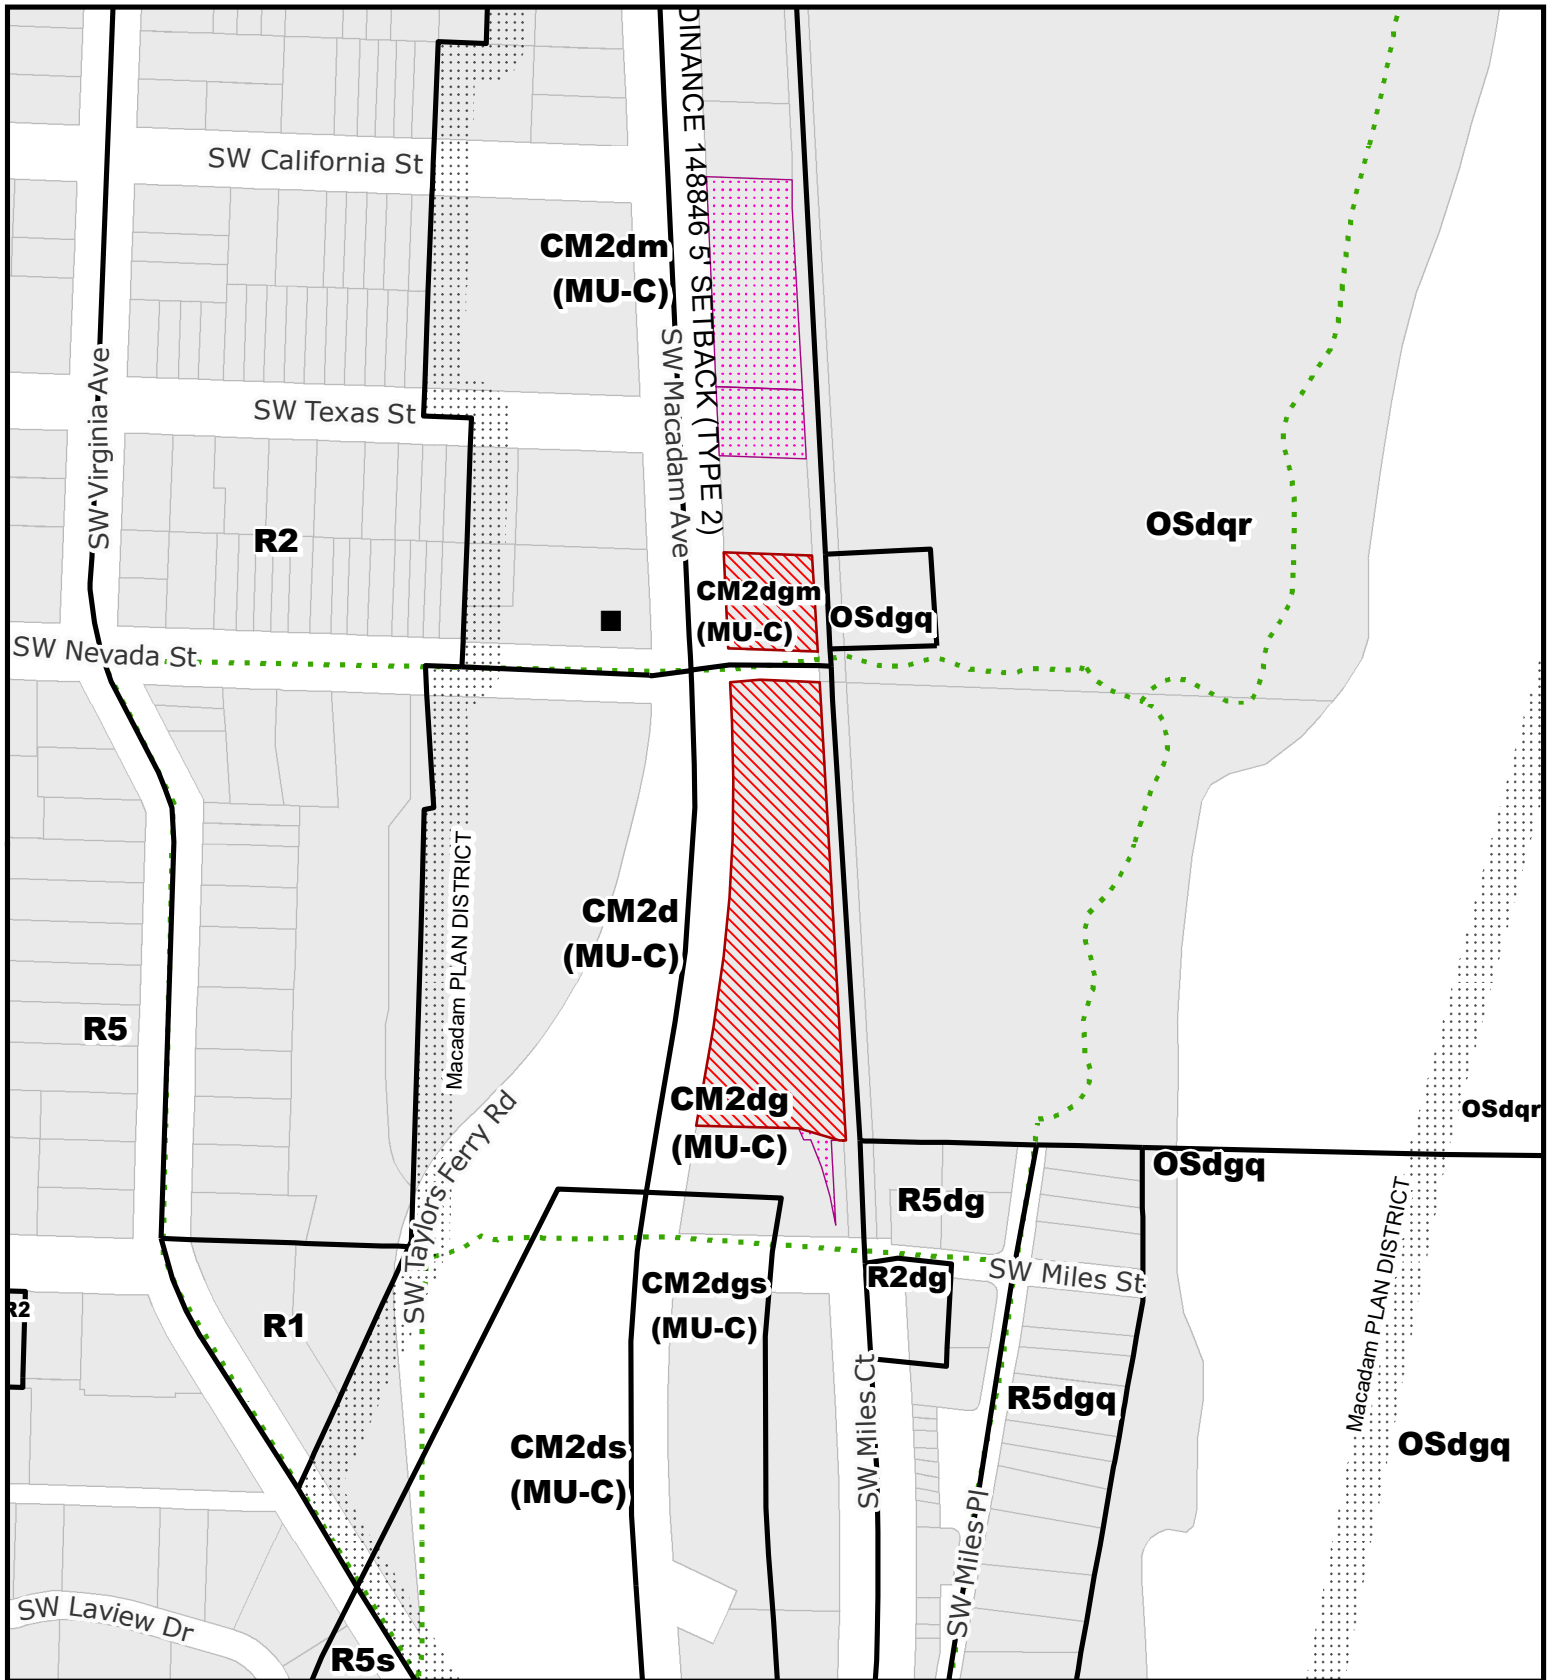 DINANCE 148846 5' SETBACK (TYPE 2)
SW California St
CM2dm
(MU-C)
SW Macadam Ave
SW Virginia Ave
SW Texas St
OSdqr
R2
CM2dgm
(MU-C)
OSdgq
SW Nevada St
Macadam PLAN DISTRICT
CM2d
(MU-C)
R5
CM2dg
(MU-C)
OSdqr
SW Taylors Ferry Rd
OSdgq
R5dg
Macadam PLAN DISTRICT
R2dg
SW Miles St
CM2dgs
(MU-C)
R2
R1
SW Miles Ct
R5dgq
CM2ds
(MU-C)
OSdgq
SW Miles Pl
SW Laview Dr
R5s